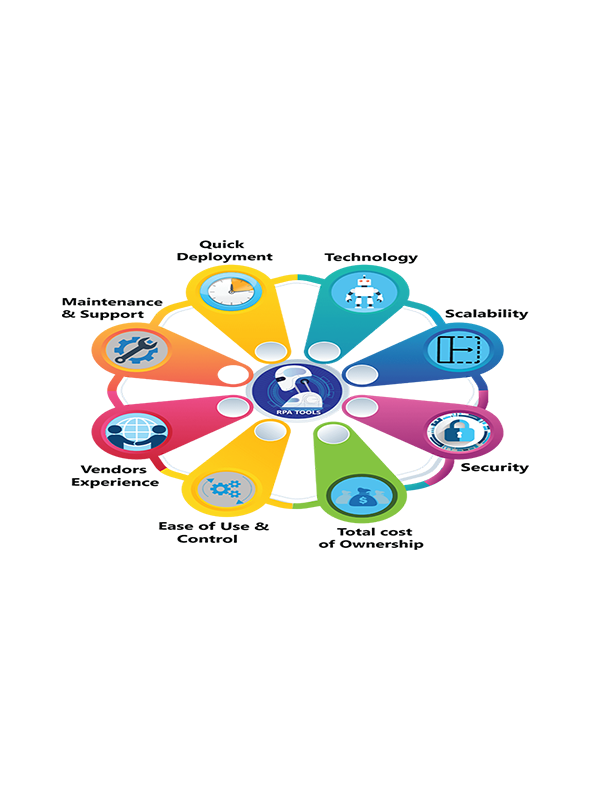 Quick
Deployment
Technology
Maintenance
& Support
Scalability
RPA TOOLS
Vendors
Experience
Security
Ease of Use &
Control
Total cost
of Ownership
$